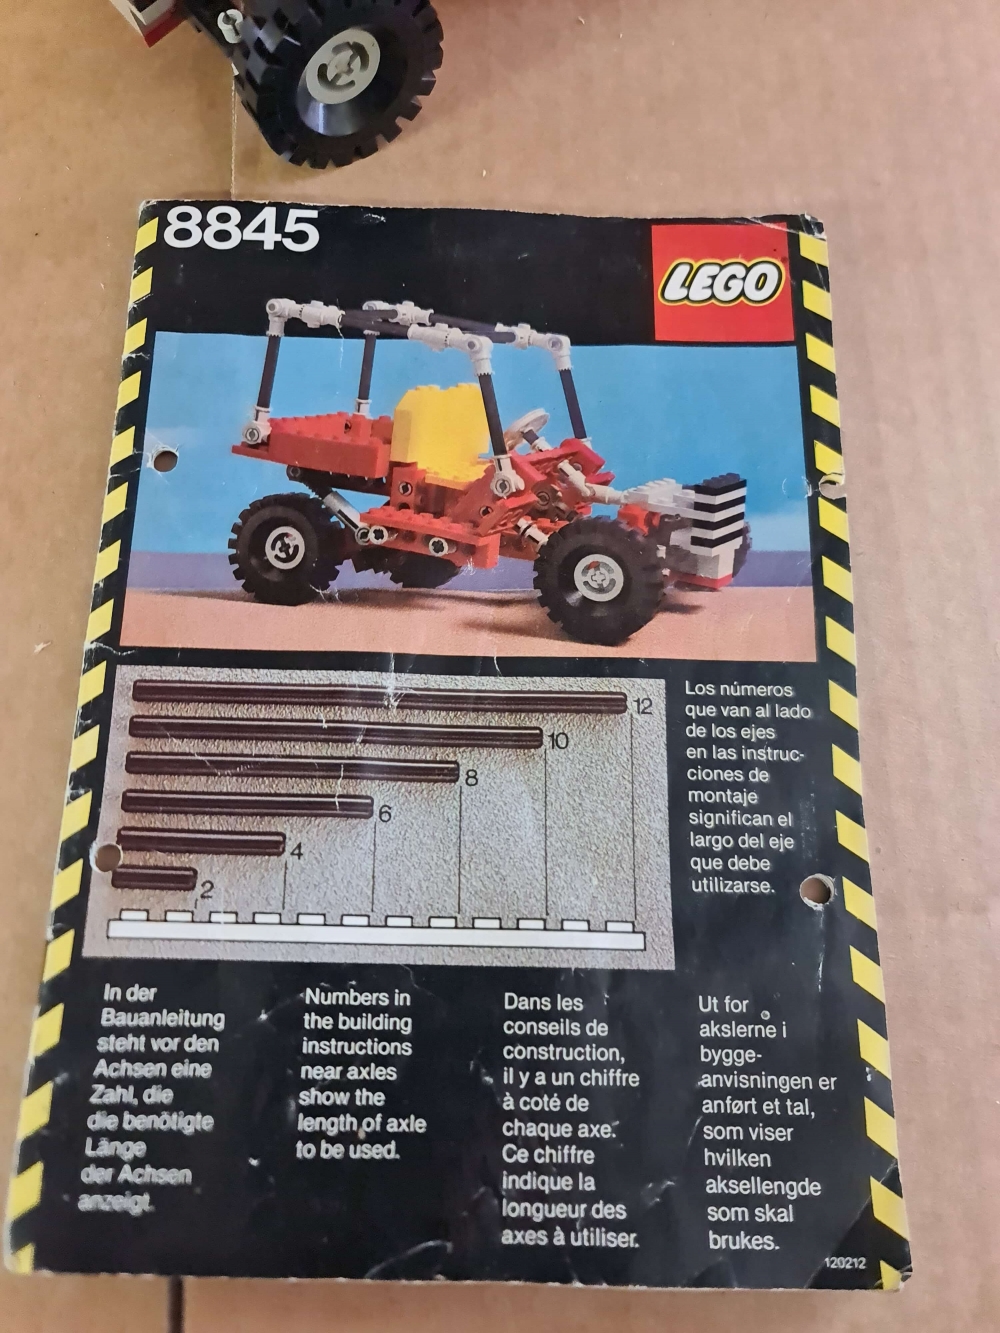 8845
LEGO
12
10
8
6
4
2
Los números
que van al lado
de los ejes
en las instruc-
ciones de
montaje
significan el
largo del eje
que debe
utilizarse.
In der
Bauanleitung
steht vor den
Achsen eine
Zahl, die
die benötigte
Länge
der Achsen
anzeigt.
Numbers in
the building
instructions
near axles
show the
length of axle
to be used.
Dans les
conseils de
construction,
il y a un chiffre
à coté de
chaque axe.
Ce chiffre
indique la
longueur des
axes à utiliser.
Ut for
akslerne i
bygge-
anvisningen er
anført et tal,
som viser
hvilken
aksellengde
som skal
brukes.
120212